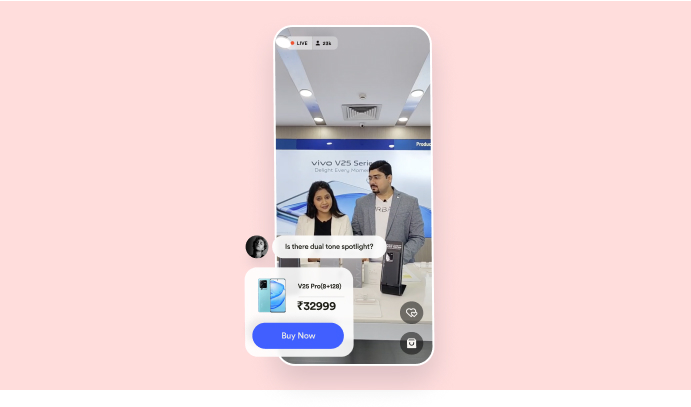 LIVE 23k
Produc
vivo V25 Serie
Delight Every Mome
Is there dual tone spotlight?
V25 Pro(8+128)
₹32999
Buy Now